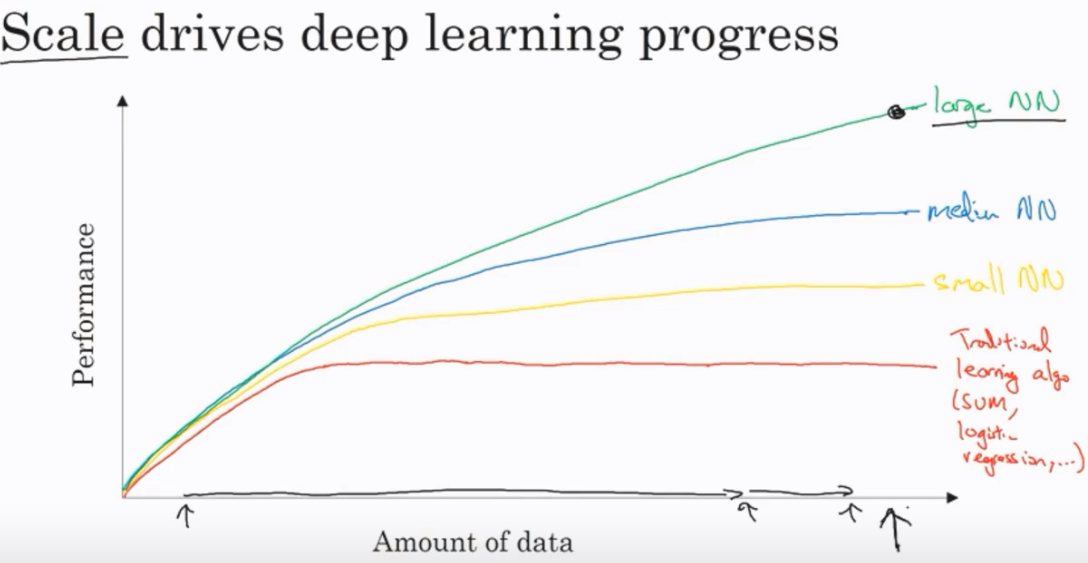 Scale drives deep learning progress
large NN
medium NN
small NN
Traditional
learning algo
(SVM,
logistic
regression,...)
Performance
Amount of data